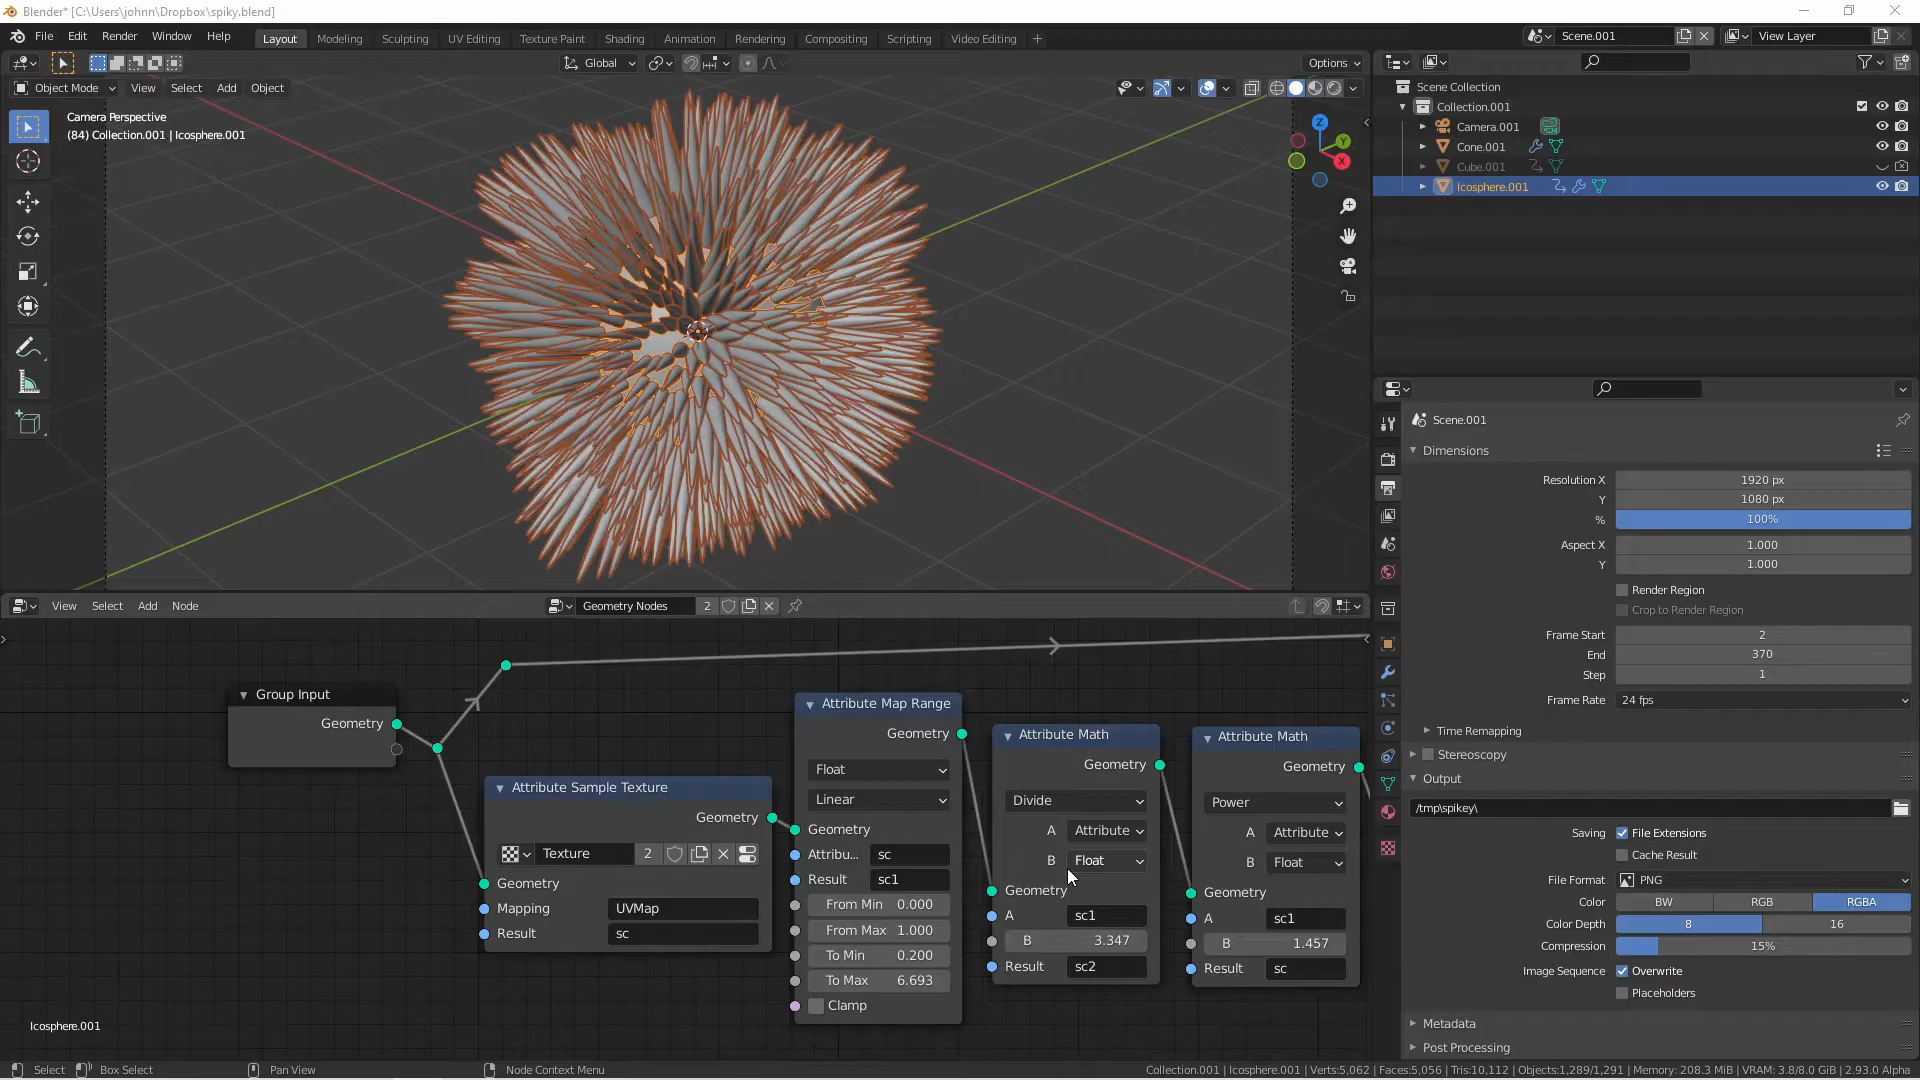 Blender* [C:\Users\johnn\Dropbox\spiky.blend]
File Edit Render Window Help
Layout Modeling Sculpting UV Editing Texture Paint Shading Animation Rendering Compositing Scripting Video Editing +
Scene.001
View Layer
Global
Options
Object Mode View Select Add Object
Camera Perspective
(84) Collection.001 | Icosphere.001
Z
Y
X
Scene Collection
Collection.001
Camera.001
Cone.001
Cube.001
Icosphere.001
Scene.001
Dimensions
Resolution X 1920 px
Y 1080 px
% 100%
Aspect X 1.000
Y 1.000
Render Region
Crop to Render Region
Frame Start 2
End 370
Step 1
Frame Rate 24 fps
Time Remapping
Stereoscopy
Output
/tmp\spikey\
Saving File Extensions
Cache Result
File Format PNG
Color BW RGB RGBA
Color Depth 8 16
Compression 15%
Image Sequence Overwrite
Placeholders
Metadata
Post Processing
View Select Add Node
Geometry Nodes 2
Group Input
Geometry
Attribute Sample Texture
Geometry
Texture 2
Geometry
Mapping UVMap
Result sc
Attribute Map Range
Geometry
Float
Linear
Geometry
Attribu... sc
Result sc1
From Min 0.000
From Max 1.000
To Min 0.200
To Max 6.693
Clamp
Attribute Math
Geometry
Divide
A Attribute
B Float
Geometry
A sc1
B 3.347
Result sc2
Attribute Math
Geometry
Power
A Attribute
B Float
Geometry
A sc1
B 1.457
Result sc
Icosphere.001
Select Box Select Pan View Node Context Menu
Collection.001 | Icosphere.001 | Verts:5,062 | Faces:5,056 | Tris:10,112 | Objects:1,289/1,291 | Memory: 208.3 MiB | VRAM: 3.8/8.0 GiB | 2.93.0 Alpha